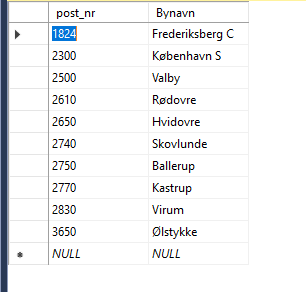 post_nr Bynavn
1824 Frederiksberg C
2300 København S
2500 Valby
2610 Rødovre
2650 Hvidovre
2740 Skovlunde
2750 Ballerup
2770 Kastrup
2830 Virum
3650 Ølstykke
NULL NULL